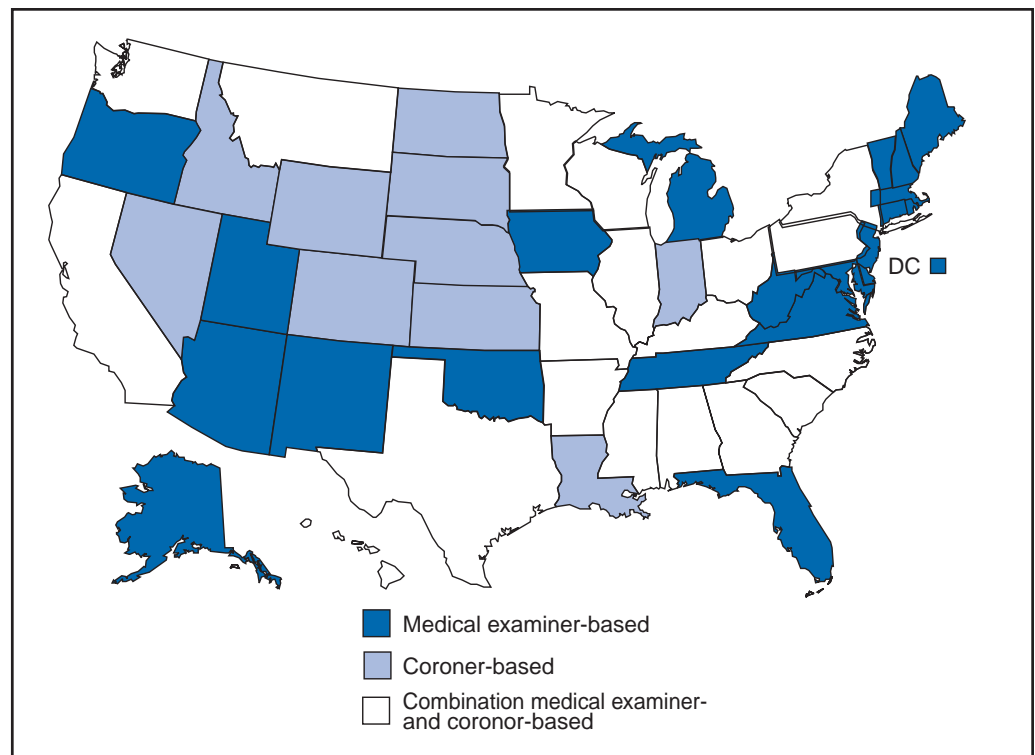 DC
Medical examiner-based
Coroner-based
Combination medical examiner-
and coronor-based